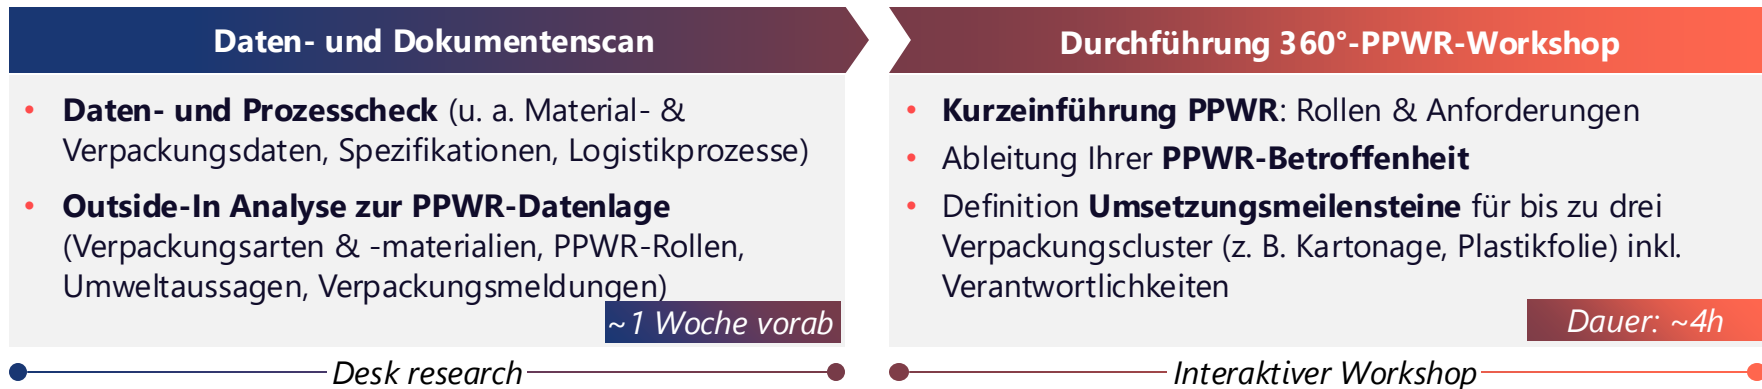 Daten- und Dokumentenscan
• Daten- und Prozesscheck (u. a. Material- &
Verpackungsdaten, Spezifikationen, Logistikprozesse)
• Outside-In Analyse zur PPWR-Datenlage
(Verpackungsarten & -materialien, PPWR-Rollen,
Umweltaussagen, Verpackungsmeldungen)
~1 Woche vorab
Desk research
Durchführung 360°-PPWR-Workshop
• Kurzeinführung PPWR: Rollen & Anforderungen
• Ableitung Ihrer PPWR-Betroffenheit
• Definition Umsetzungsmeilensteine für bis zu drei
Verpackungscluster (z. B. Kartonage, Plastikfolie) inkl.
Verantwortlichkeiten
Dauer: ~4h
Interaktiver Workshop